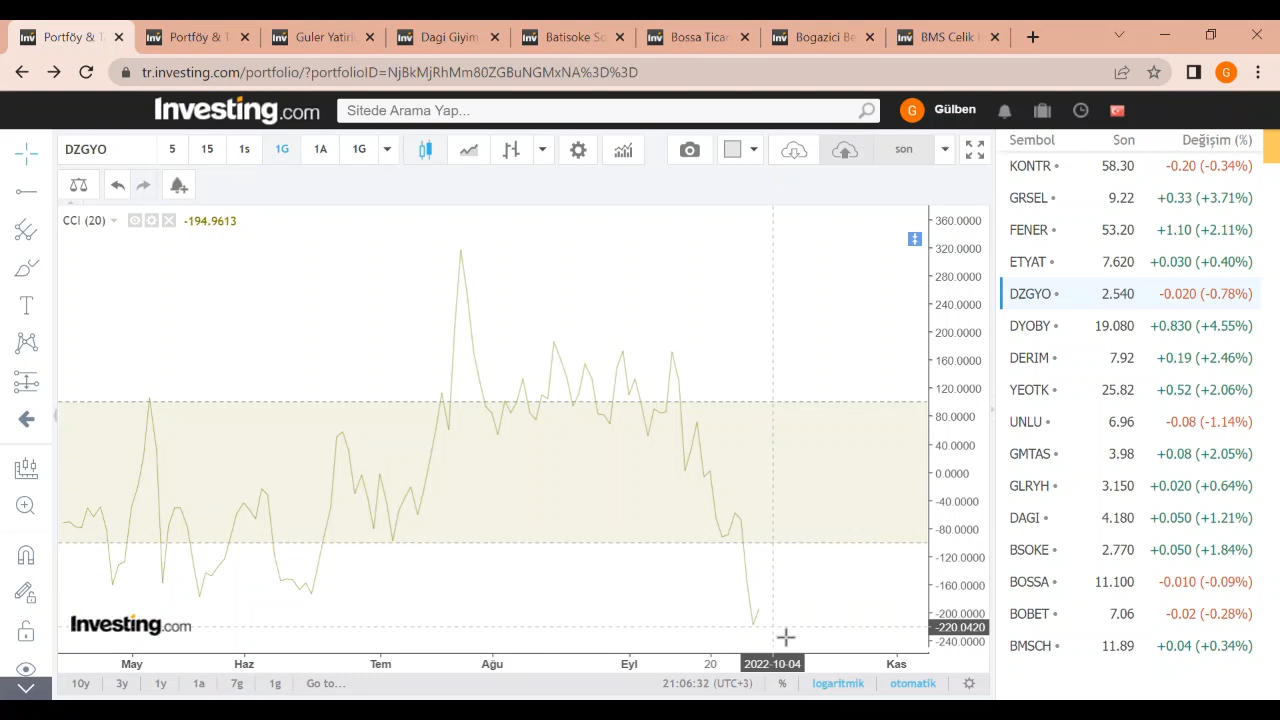 Portföy & T
Portföy & T
Guler Yatiri
Dagi Giyim
Batisoke So
Bossa Ticar
Bogazici Be
BMS Celik H
tr.investing.com/portfolio/?portfolioID=NjBkMjRhMm80ZGBuNGMxNA%3D%3D
G
Investing.com
Sitede Arama Yap...
G
Gülben
DZGYO
5
15
1s
1G
1A
1G
son
CCI (20)
-194.9613
360.0000
320.0000
280.0000
240.0000
200.0000
160.0000
120.0000
80.0000
40.0000
0.0000
-40.0000
-80.0000
-120.0000
-160.0000
-200.0000
-220.0420
-240.0000
Investing.com
May
Haz
Tem
Ağu
Eyl
20
2022-10-04
Kas
10y
3y
1y
1a
7g
1g
Go to...
21:06:32 (UTC+3)
%
logaritmik
otomatik
Sembol Son Değişim (%)
KONTR 58.30 -0.20 (-0.34%)
GRSEL 9.22 +0.33 (+3.71%)
FENER 53.20 +1.10 (+2.11%)
ETYAT 7.620 +0.030 (+0.40%)
DZGYO 2.540 -0.020 (-0.78%)
DYOBY 19.080 +0.830 (+4.55%)
DERIM 7.92 +0.19 (+2.46%)
YEOTK 25.82 +0.52 (+2.06%)
UNLU 6.96 -0.08 (-1.14%)
GMTAS 3.98 +0.08 (+2.05%)
GLRYH 3.150 +0.020 (+0.64%)
DAGI 4.180 +0.050 (+1.21%)
BSOKE 2.770 +0.050 (+1.84%)
BOSSA 11.100 -0.010 (-0.09%)
BOBET 7.06 -0.02 (-0.28%)
BMSCH 11.89 +0.04 (+0.34%)